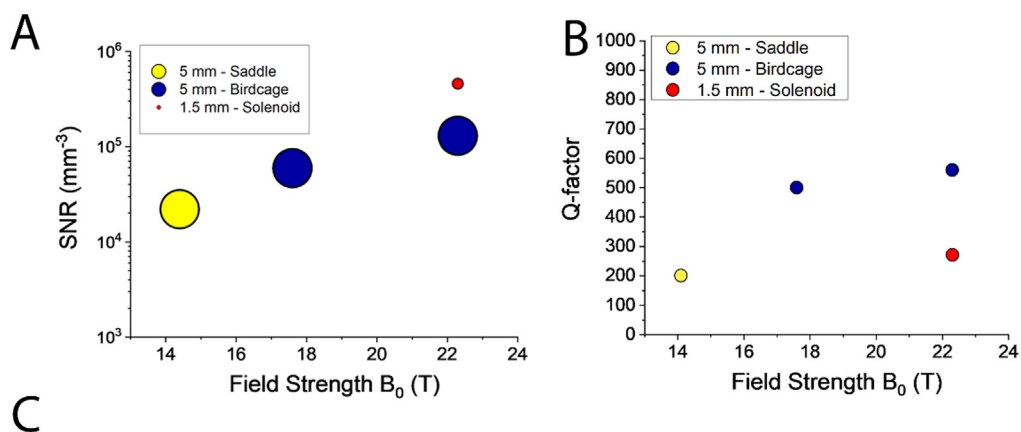 A
SNR (mm⁻³)
10⁶
10⁵
10⁴
10³
5 mm - Saddle
5 mm - Birdcage
1.5 mm - Solenoid
14 16 18 20 22 24
Field Strength B₀ (T)
B
Q-factor
1000
900
800
700
600
500
400
300
200
100
0
5 mm - Saddle
5 mm - Birdcage
1.5 mm - Solenoid
14 16 18 20 22 24
Field Strength B₀ (T)
C